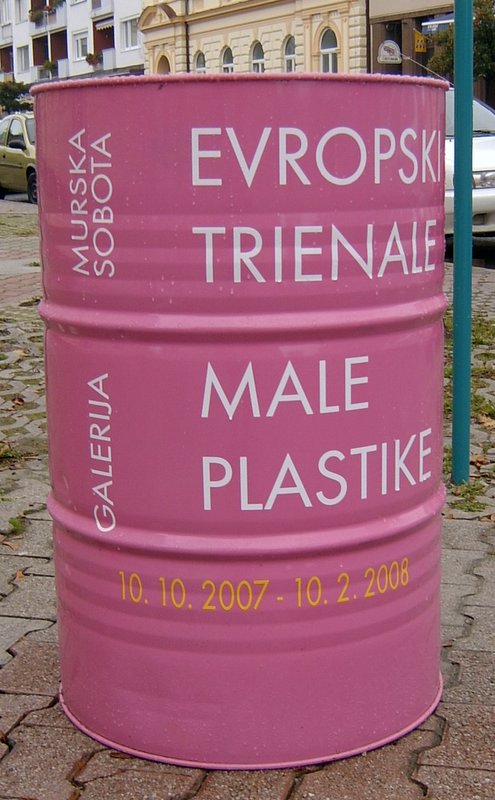 EVROPSKI
TRIENALE
MALE
PLASTIKE
10. 10. 2007 - 10. 2. 2008
GALERIJA
MURSKA
SOBOTA